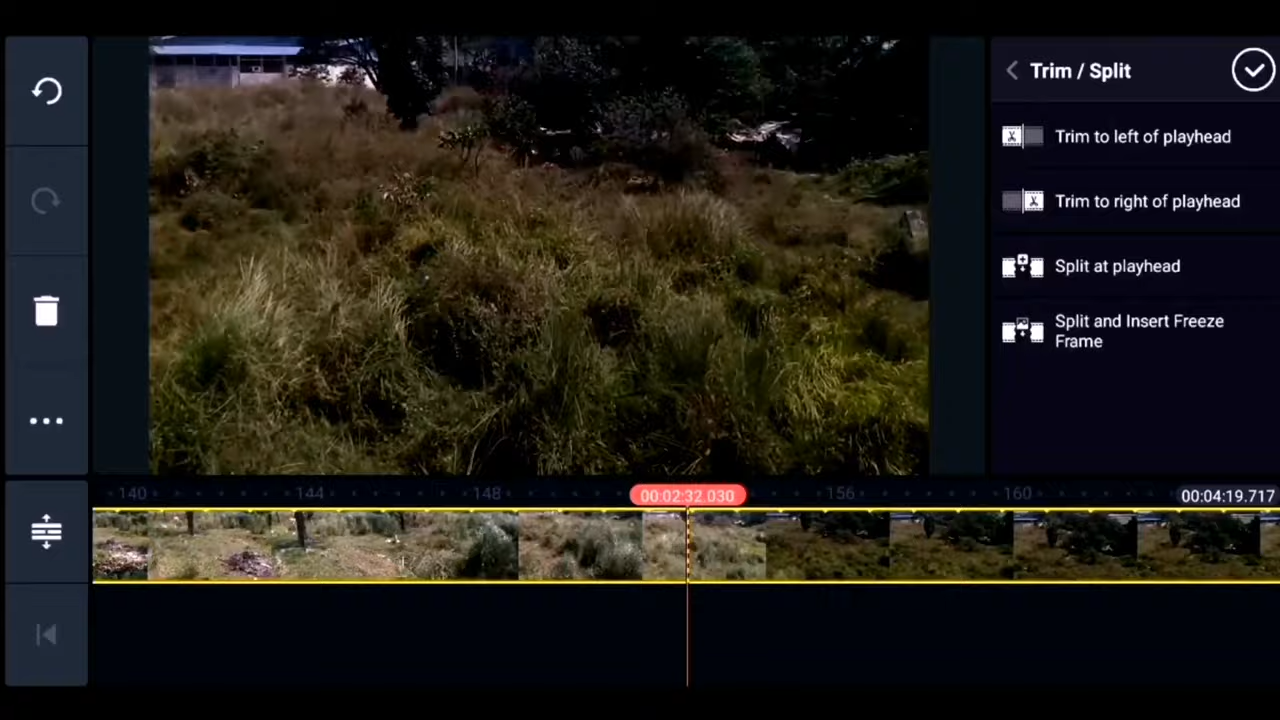 Trim / Split
Trim to left of playhead
Trim to right of playhead
Split at playhead
Split and Insert Freeze
Frame
140 144 148 00:02:32.030 156 160 00:04:19.717